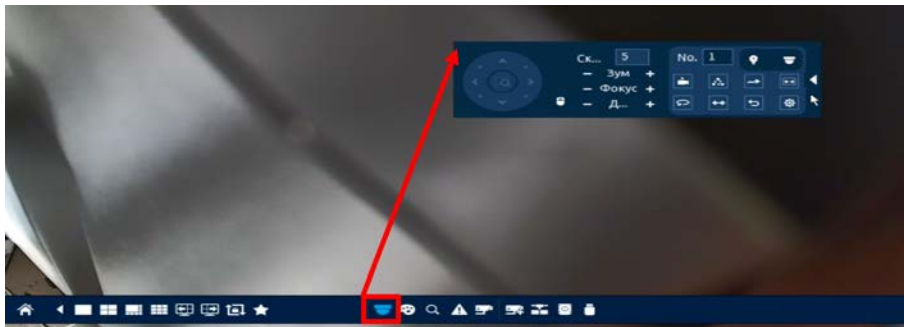 Ск... 5 No. 1
– Зум +
– Фокус +
– Д... +